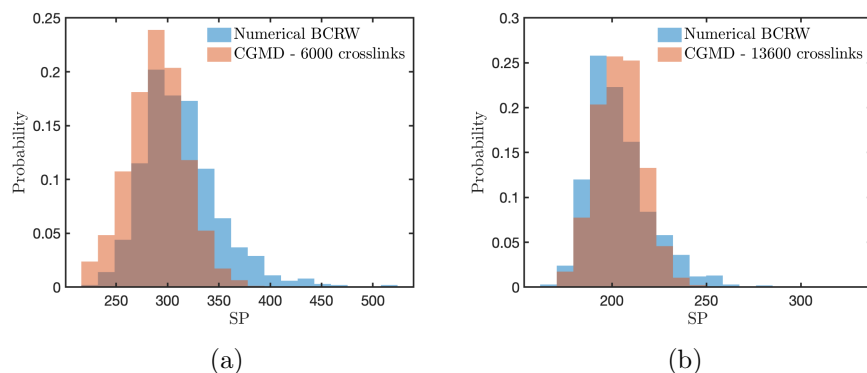 0.25
0.2
0.15
0.1
0.05
0
Probability
250 300 350 400 450 500
SP
Numerical BCRW
CGMD - 6000 crosslinks
(a)
0.3
0.25
0.2
0.15
0.1
0.05
0
Probability
200 250 300
SP
Numerical BCRW
CGMD - 13600 crosslinks
(b)